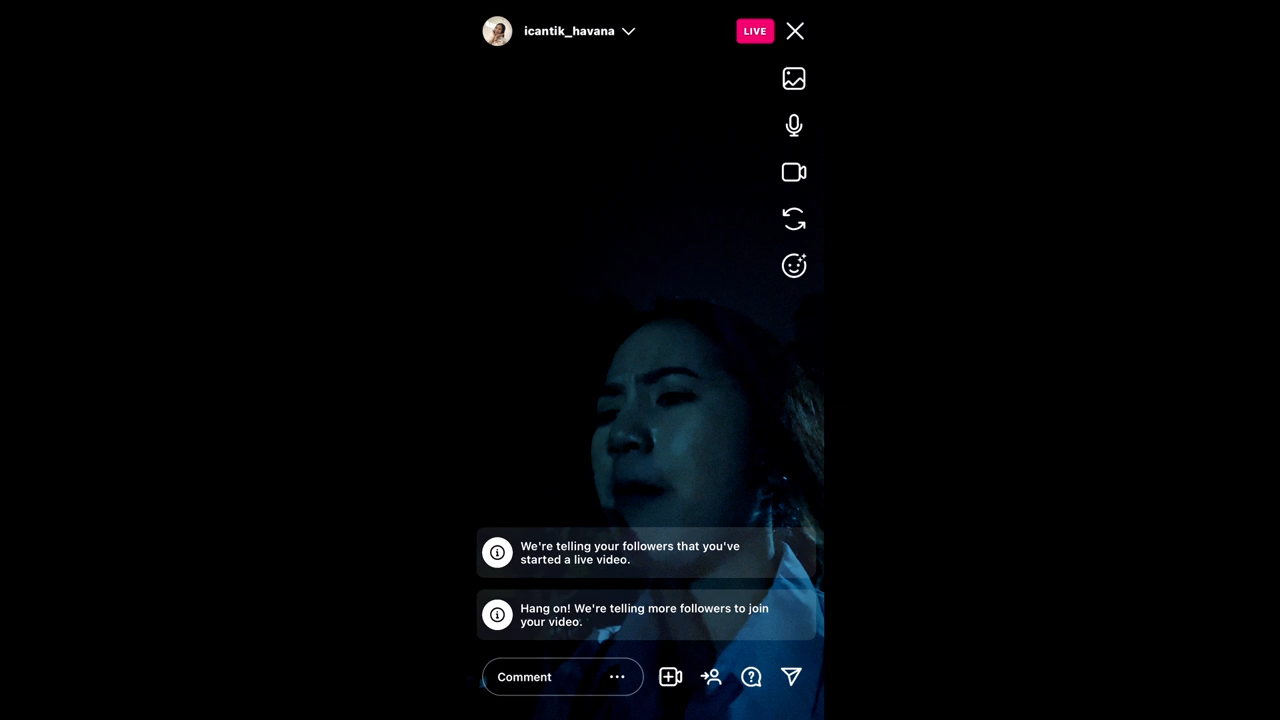 icantik_havana
LIVE
We're telling your followers that you've
started a live video.
Hang on! We're telling more followers to join
your video.
Comment